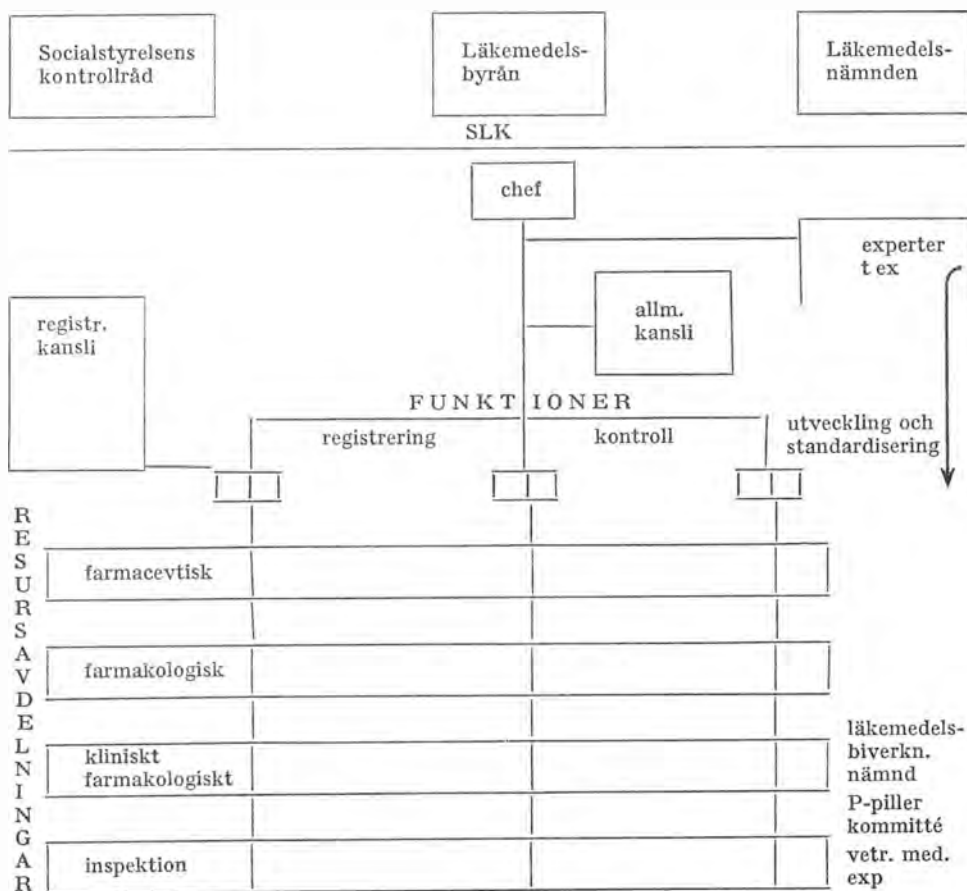 Socialstyrelsens
kontrollråd
Läkemedels-
byrån
Läkemedels-
nämnden
SLK
chef
experter
t ex
registr.
kansli
allm.
kansli
FUNKTIONER
registrering
kontroll
utveckling och
standardisering
RESURSAVDELNINGAR
farmacevtisk
farmakologisk
kliniskt
farmakologiskt
inspektion
läkemedels-
biverkn.
nämnd
P-piller
kommitté
vetr. med.
exp